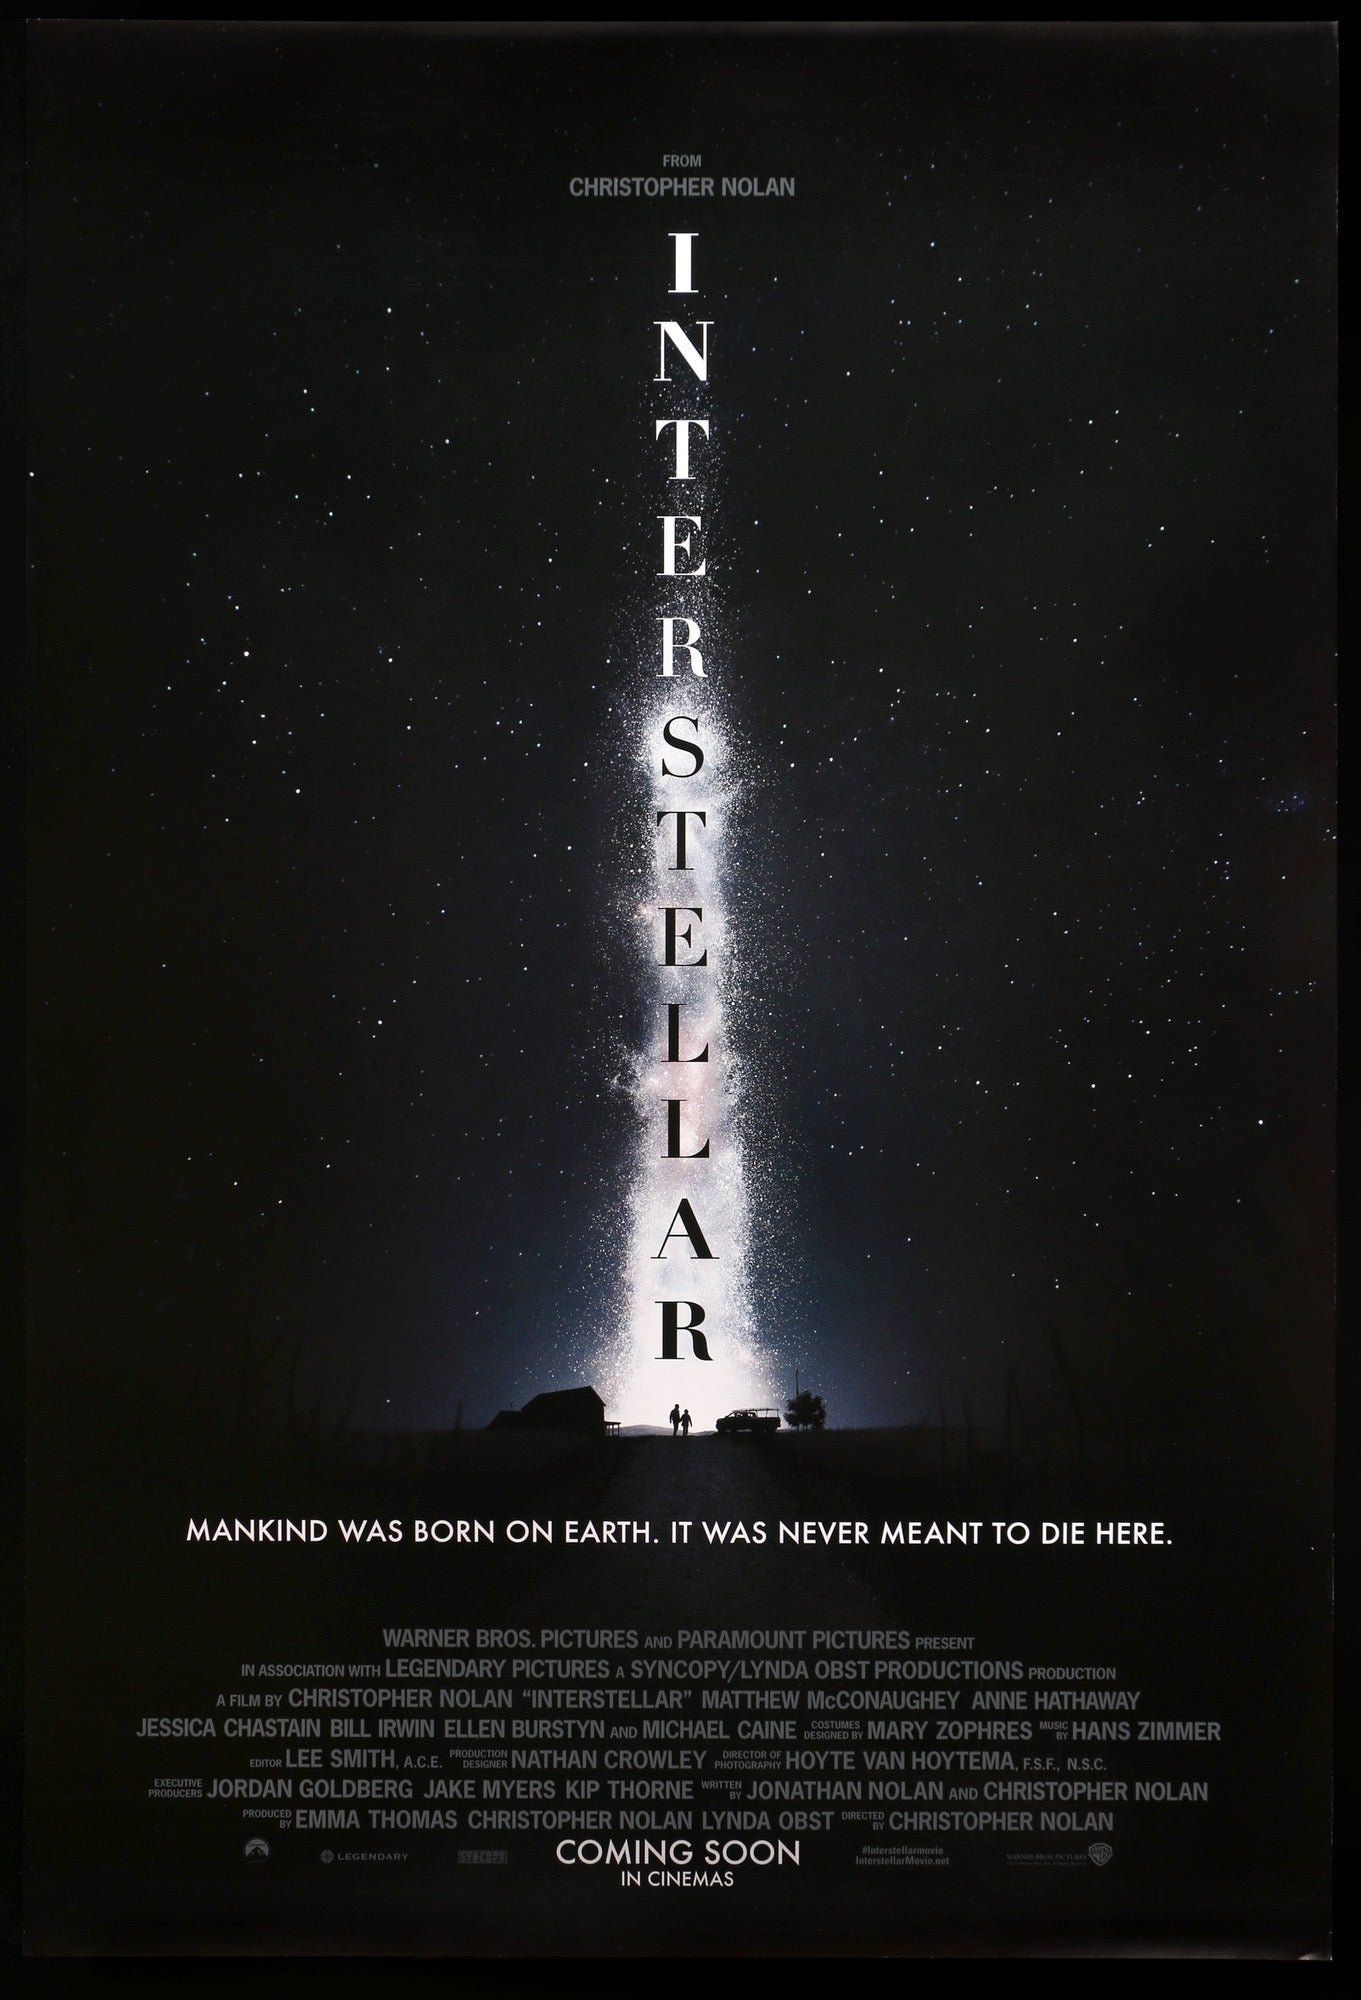 FROM
CHRISTOPHER NOLAN
INTERSTELLAR
MANKIND WAS BORN ON EARTH. IT WAS NEVER MEANT TO DIE HERE.
WARNER BROS. PICTURES AND PARAMOUNT PICTURES PRESENT
IN ASSOCIATION WITH LEGENDARY PICTURES A SYNCOPY/LYNDA OBST PRODUCTIONS PRODUCTION
A FILM BY CHRISTOPHER NOLAN “INTERSTELLAR” MATTHEW McCONAUGHEY ANNE HATHAWAY
JESSICA CHASTAIN BILL IRWIN ELLEN BURSTYN AND MICHAEL CAINE COSTUMES DESIGNED BY MARY ZOPHRES MUSIC BY HANS ZIMMER
EDITOR LEE SMITH, A.C.E. PRODUCTION DESIGNER NATHAN CROWLEY DIRECTOR OF PHOTOGRAPHY HOYTE VAN HOYTEMA, F.S.F., N.S.C.
EXECUTIVE PRODUCERS JORDAN GOLDBERG JAKE MYERS KIP THORNE WRITTEN BY JONATHAN NOLAN AND CHRISTOPHER NOLAN
PRODUCED BY EMMA THOMAS CHRISTOPHER NOLAN LYNDA OBST DIRECTED BY CHRISTOPHER NOLAN
LEGENDARY
SYNCOPY
COMING SOON
IN CINEMAS
#Interstellarmovie
InterstellarMovie.net
WARNER BROS. PICTURES